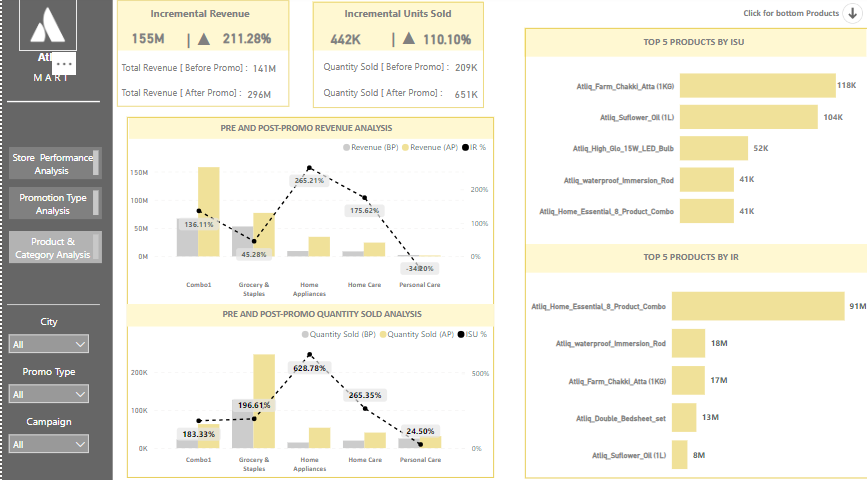 Atli
...
MART
Store Performance
Analysis
Promotion Type
Analysis
Product &
Category Analysis
City
All
Promo Type
All
Campaign
All
Incremental Revenue
155M | ▲ 211.28%
Total Revenue [ Before Promo] : 141M
Total Revenue [ After Promo] : 296M
Incremental Units Sold
442K | ▲ 110.10%
Quantity Sold [ Before Promo] : 209K
Quantity Sold [ After Promo] : 651K
PRE AND POST-PROMO REVENUE ANALYSIS
Revenue (BP) Revenue (AP) IR %
150M
100M
50M
0M
200%
100%
0%
136.11%
45.28%
265.21%
175.62%
-34.20%
Combo1
Grocery &
Staples
Home
Appliances
Home Care
Personal Care
PRE AND POST-PROMO QUANTITY SOLD ANALYSIS
Quantity Sold (BP) Quantity Sold (AP) ISU %
200K
100K
0K
500%
0%
183.33%
196.61%
628.78%
265.35%
24.50%
Combo1
Grocery &
Staples
Home
Appliances
Home Care
Personal Care
Click for bottom Products
TOP 5 PRODUCTS BY ISU
Atliq_Farm_Chakki_Atta (1KG) 118K
Atliq_Suflower_Oil (1L) 104K
Atliq_High_Glo_15W_LED_Bulb 52K
Atliq_waterproof_Immersion_Rod 41K
Atliq_Home_Essential_8_Product_Combo 41K
TOP 5 PRODUCTS BY IR
Atliq_Home_Essential_8_Product_Combo 91M
Atliq_waterproof_Immersion_Rod 18M
Atliq_Farm_Chakki_Atta (1KG) 17M
Atliq_Double_Bedsheet_set 13M
Atliq_Suflower_Oil (1L) 8M